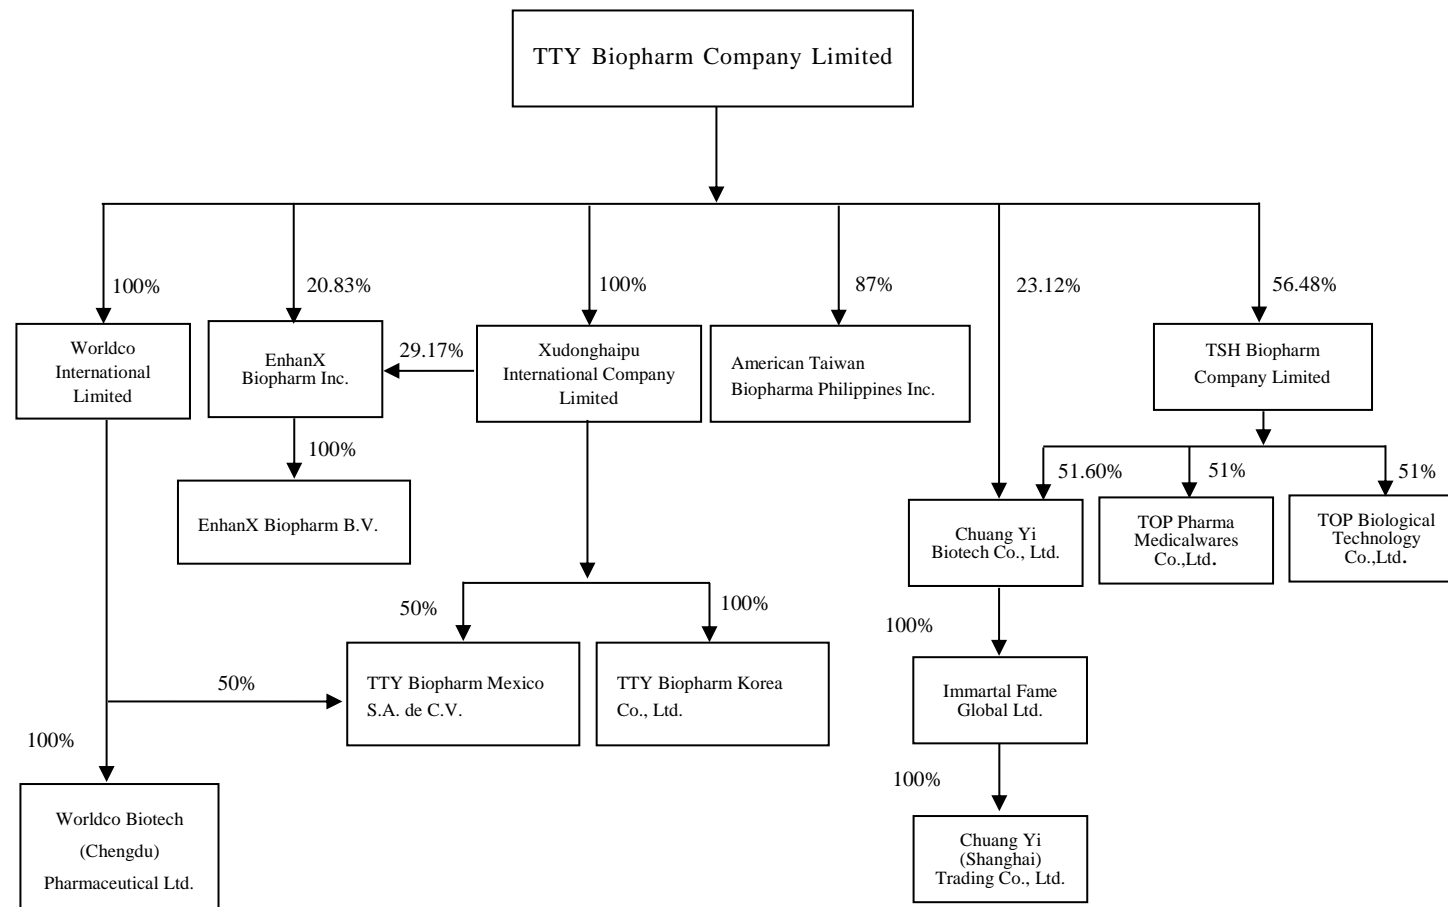 TTY Biopharm Company Limited
100%
20.83%
100%
87%
23.12%
56.48%
Worldco
International
Limited
EnhanX
Biopharm Inc.
29.17%
Xudonghaipu
International Company
Limited
American Taiwan
Biopharma Philippines Inc.
TSH Biopharm
Company Limited
100%
51.60%
51%
51%
EnhanX Biopharm B.V.
Chuang Yi
Biotech Co., Ltd.
TOP Pharma
Medicalwares
Co.,Ltd.
TOP Biological
Technology
Co.,Ltd.
50%
100%
100%
50%
TTY Biopharm Mexico
S.A. de C.V.
TTY Biopharm Korea
Co., Ltd.
Immartal Fame
Global Ltd.
100%
100%
Worldco Biotech
(Chengdu)
Pharmaceutical Ltd.
Chuang Yi
(Shanghai)
Trading Co., Ltd.